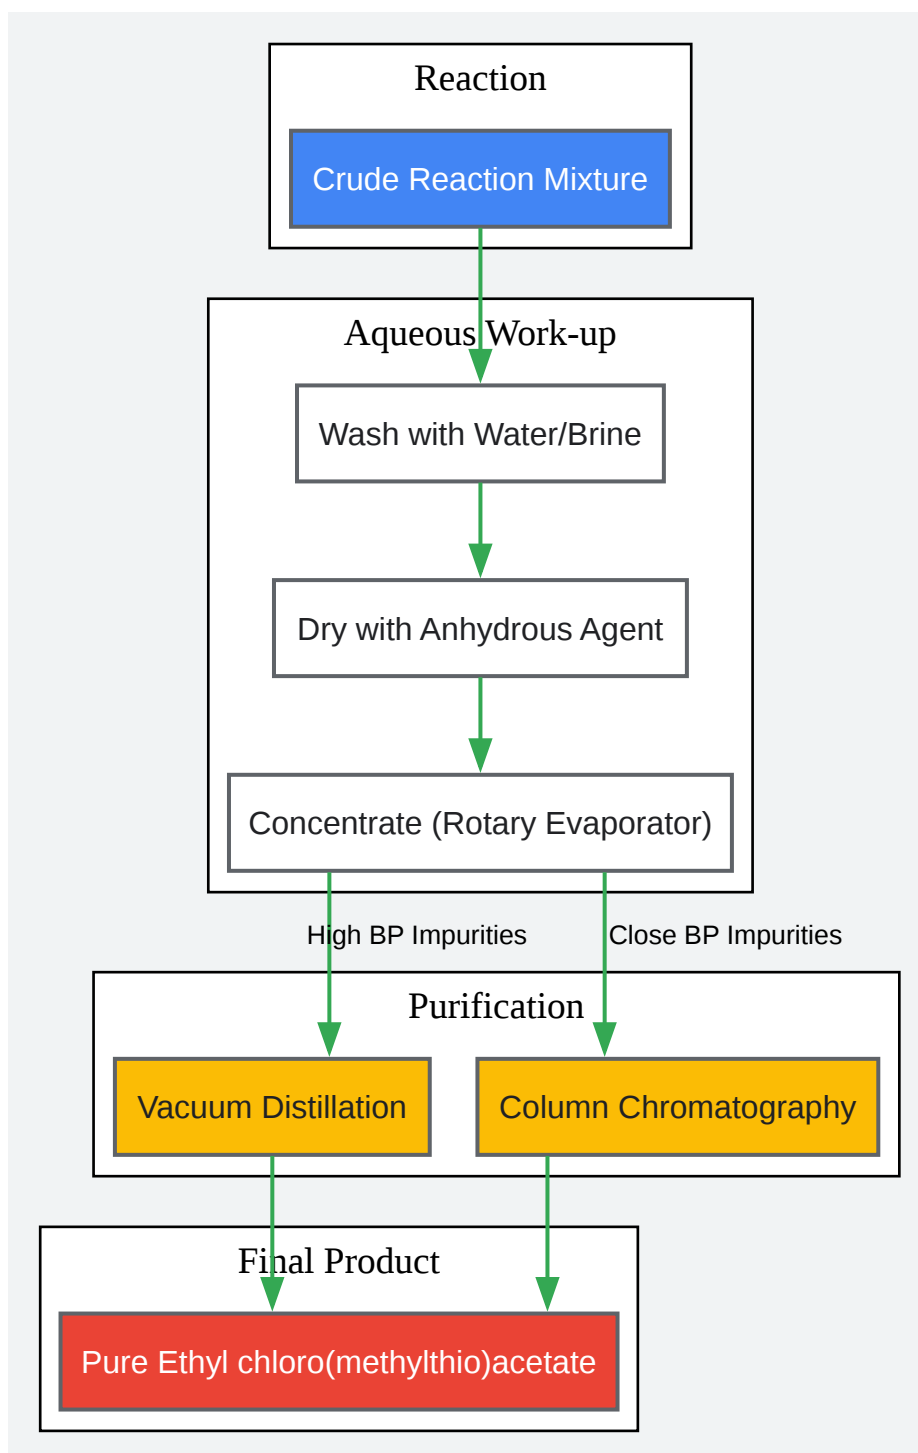 Reaction
Crude Reaction Mixture
Aqueous Work-up
Wash with Water/Brine
Dry with Anhydrous Agent
Concentrate (Rotary Evaporator)
High BP Impurities
Close BP Impurities
Purification
Vacuum Distillation
Column Chromatography
Final Product
Pure Ethyl chloro(methylthio)acetate